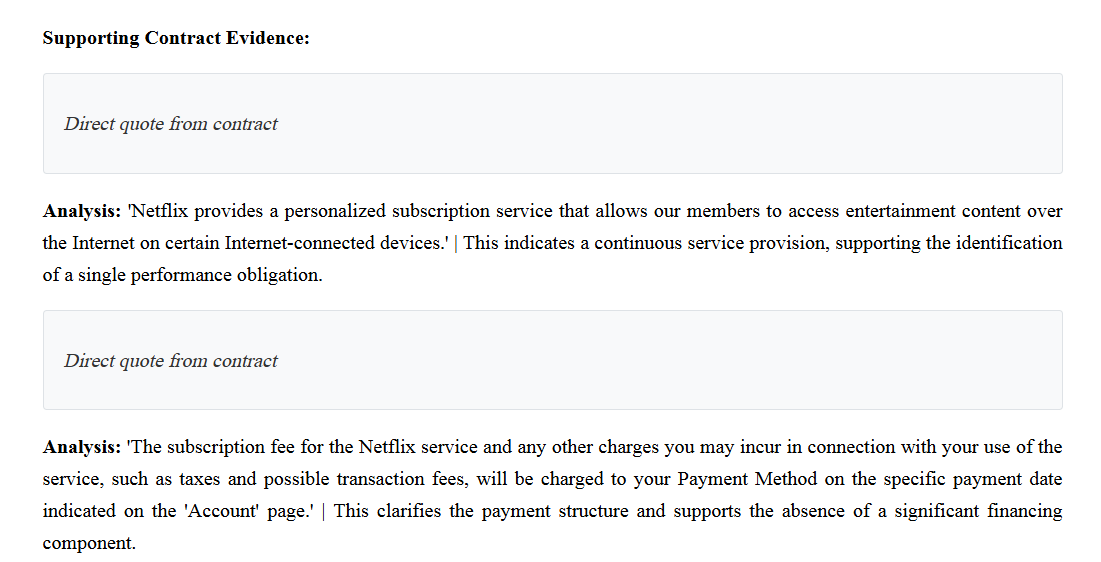 Supporting Contract Evidence:
Direct quote from contract
Analysis: 'Netflix provides a personalized subscription service that allows our members to access entertainment content over
the Internet on certain Internet-connected devices.' | This indicates a continuous service provision, supporting the identification
of a single performance obligation.
Direct quote from contract
Analysis: 'The subscription fee for the Netflix service and any other charges you may incur in connection with your use of the
service, such as taxes and possible transaction fees, will be charged to your Payment Method on the specific payment date
indicated on the 'Account' page.' | This clarifies the payment structure and supports the absence of a significant financing
component.